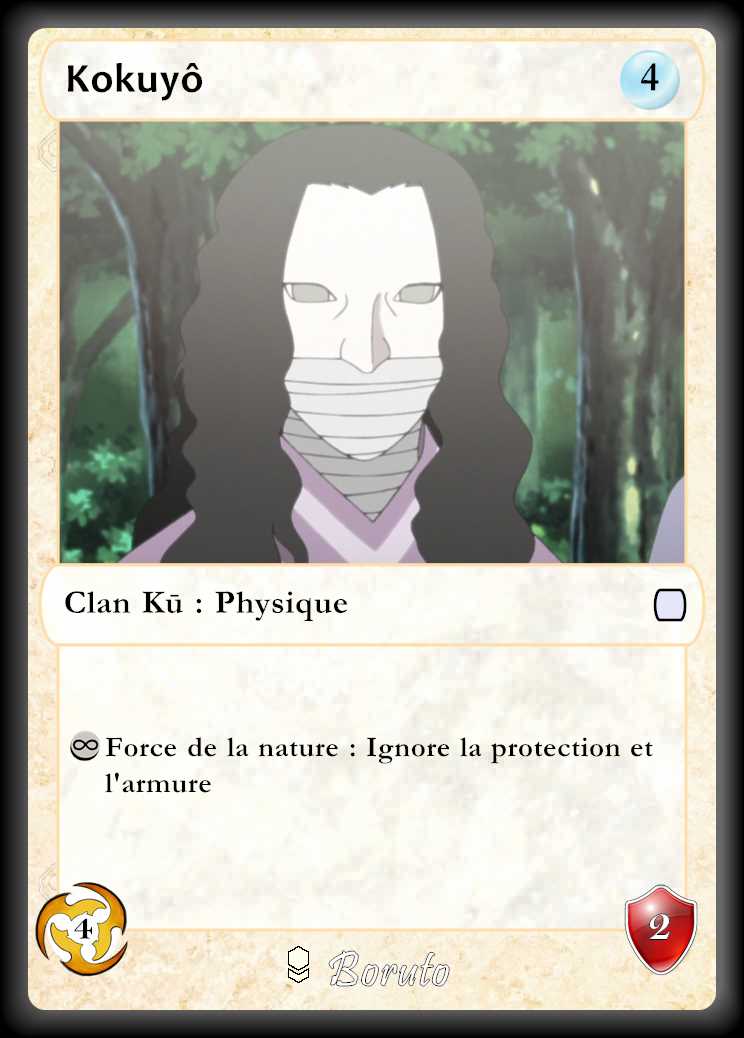 Kokuyô
4
Clan Kū : Physique
∞ Force de la nature : Ignore la protection et
l'armure
4
2
Boruto